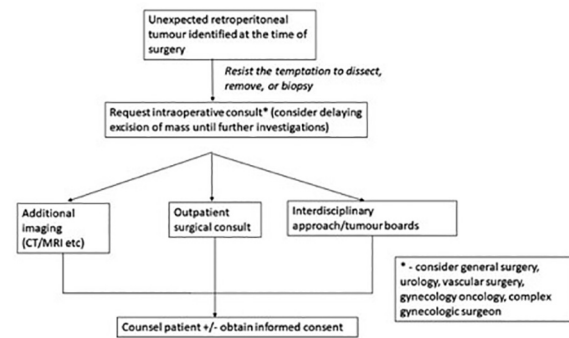 Unexpected retroperitoneal
tumour identified at the time of
surgery
Resist the temptation to dissect,
remove, or biopsy
Request intraoperative consult* (consider delaying
excision of mass until further investigations)
Additional
imaging
(CT/MRI etc)
Outpatient
surgical consult
Interdisciplinary
approach/tumour boards
* - consider general surgery,
urology, vascular surgery,
gynecology oncology, complex
gynecologic surgeon
Counsel patient +/- obtain informed consent